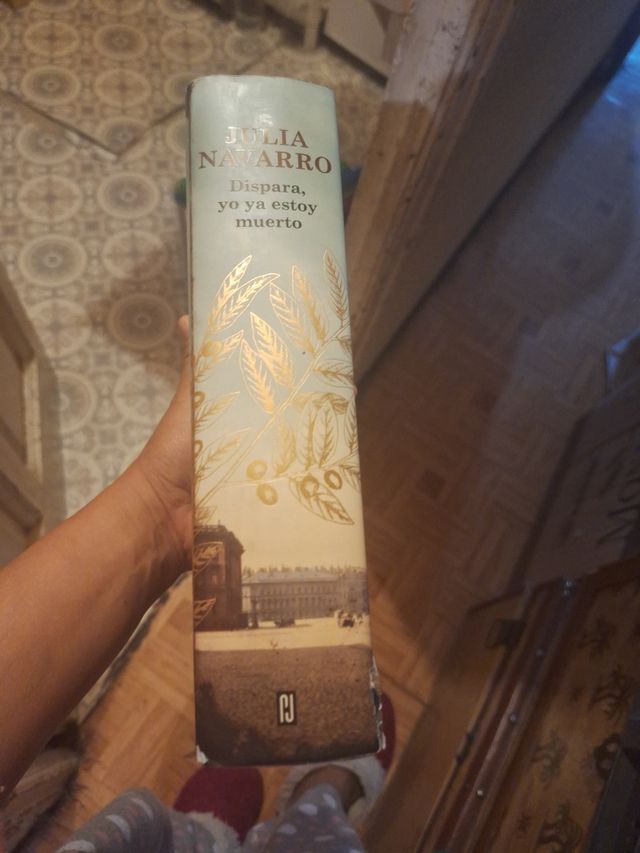 JULIA
NAVARRO
Dispara,
yo ya estoy
muerto